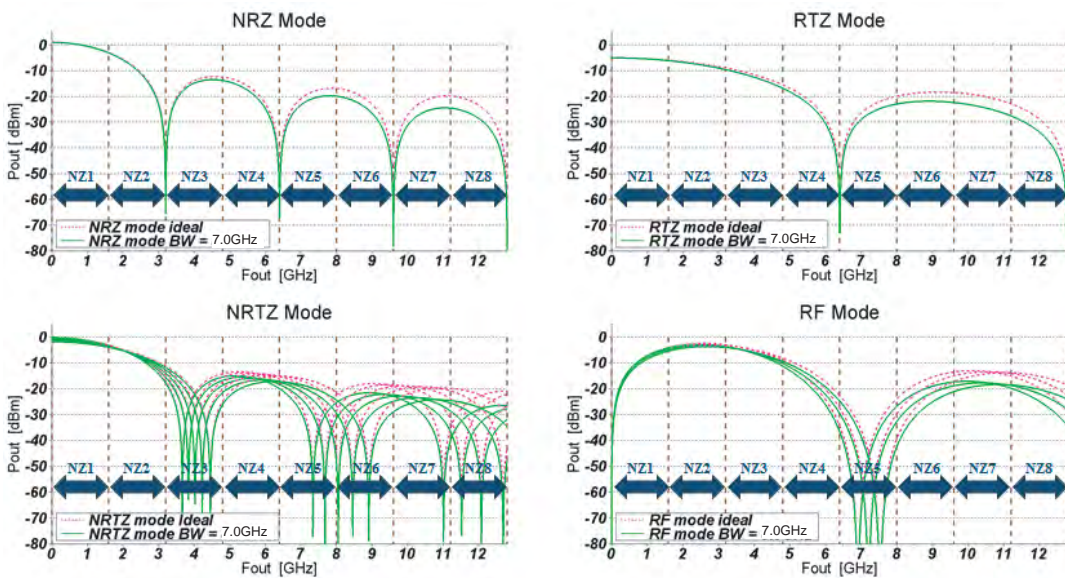 NRZ Mode
Pout [dBm]
0
-10
-20
-30
-40
-50
-60
-70
-80
NZ1 NZ2 NZ3 NZ4 NZ5 NZ6 NZ7 NZ8
NRZ mode ideal
NRZ mode BW = 7.0GHz
0 1 2 3 4 5 6 7 8 9 10 11 12
Fout [GHz]
RTZ Mode
Pout [dBm]
0
-10
-20
-30
-40
-50
-60
-70
-80
NZ1 NZ2 NZ3 NZ4 NZ5 NZ6 NZ7 NZ8
RTZ mode ideal
RTZ mode BW = 7.0GHz
0 1 2 3 4 5 6 7 8 9 10 11 12
Fout [GHz]
NRTZ Mode
Pout [dBm]
0
-10
-20
-30
-40
-50
-60
-70
-80
NZ1 NZ2 NZ3 NZ4 NZ5 NZ6 NZ7 NZ8
NRTZ mode ideal
NRTZ mode BW = 7.0GHz
0 1 2 3 4 5 6 7 8 9 10 11 12
Fout [GHz]
RF Mode
Pout [dBm]
0
-10
-20
-30
-40
-50
-60
-70
-80
NZ1 NZ2 NZ3 NZ4 NZ5 NZ6 NZ7 NZ8
RF mode ideal
RF mode BW = 7.0GHz
0 1 2 3 4 5 6 7 8 9 10 11 12
Fout [GHz]